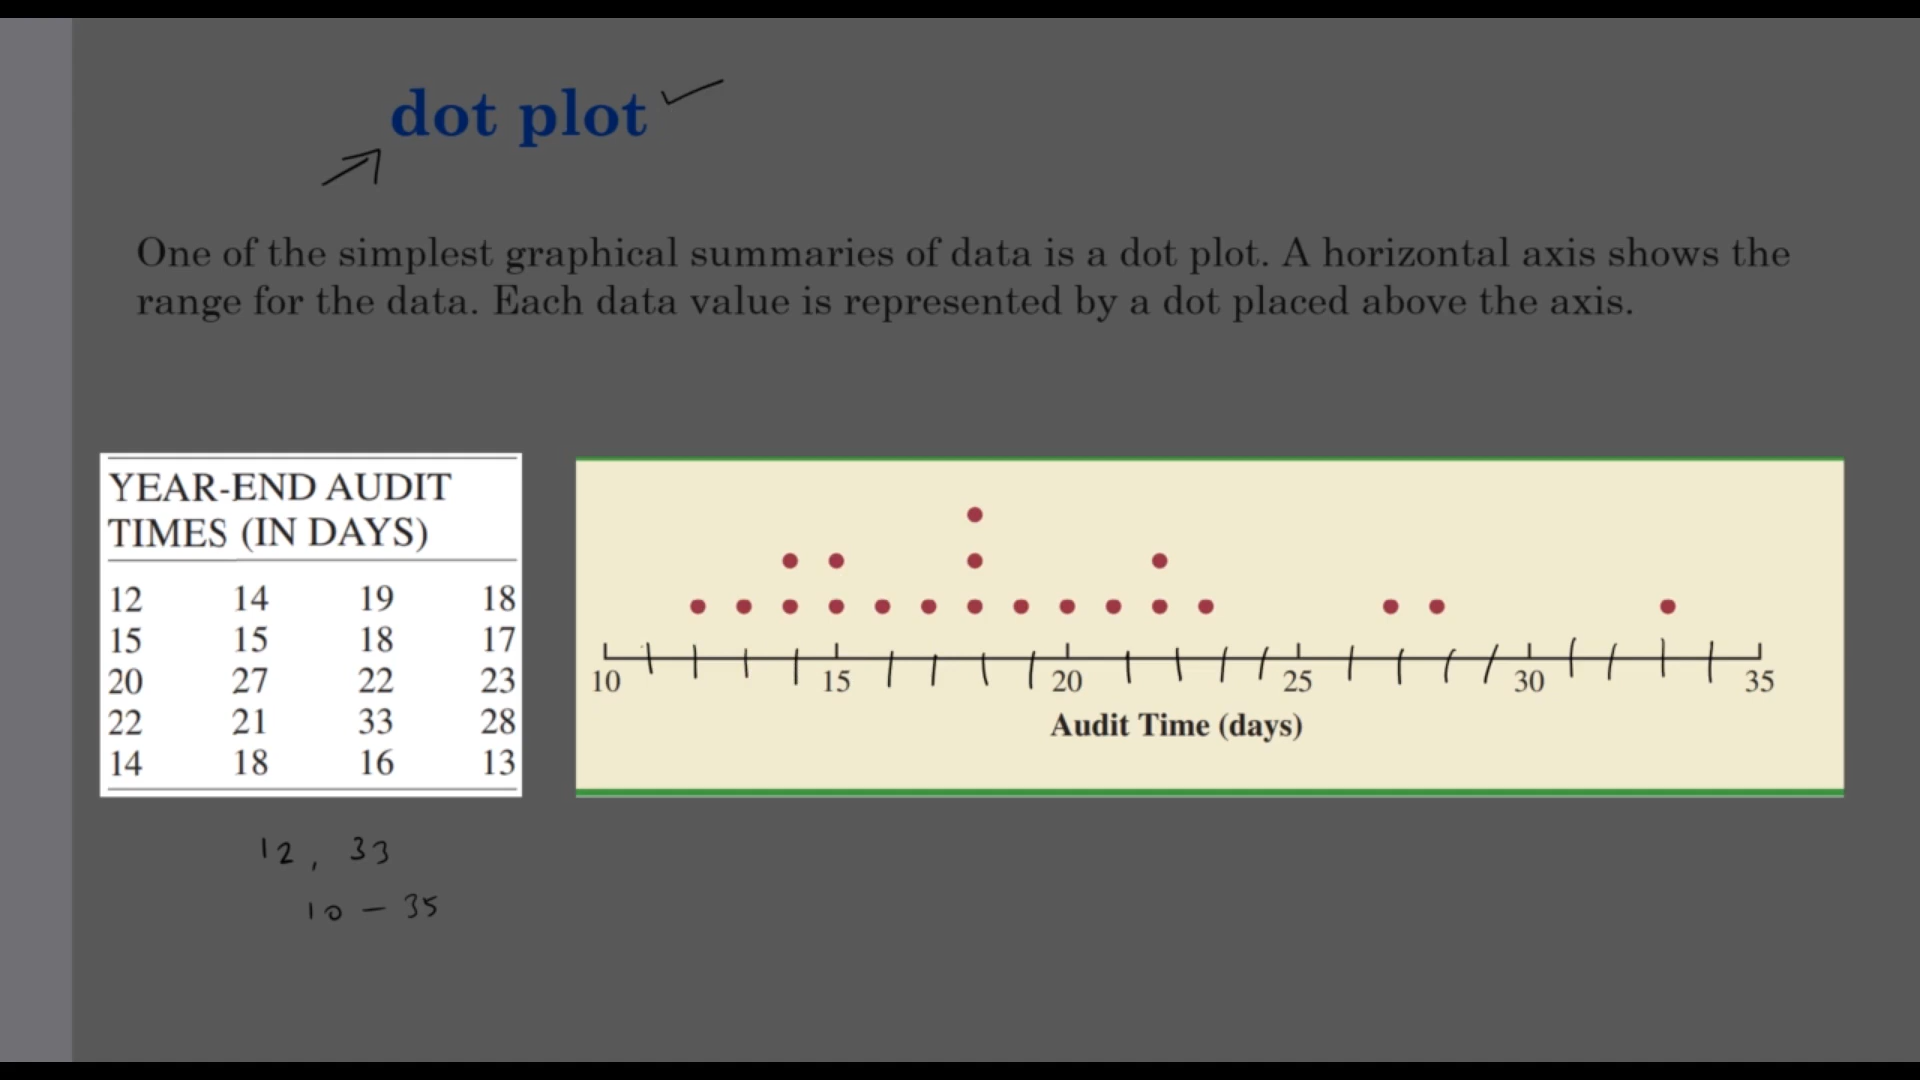 dot plot
One of the simplest graphical summaries of data is a dot plot. A horizontal axis shows the
range for the data. Each data value is represented by a dot placed above the axis.
YEAR-END AUDIT
TIMES (IN DAYS)
12 14 19 18
15 15 18 17
20 27 22 23
22 21 33 28
14 18 16 13
10 15 20 25 30 35
Audit Time (days)
12, 33
10 - 35